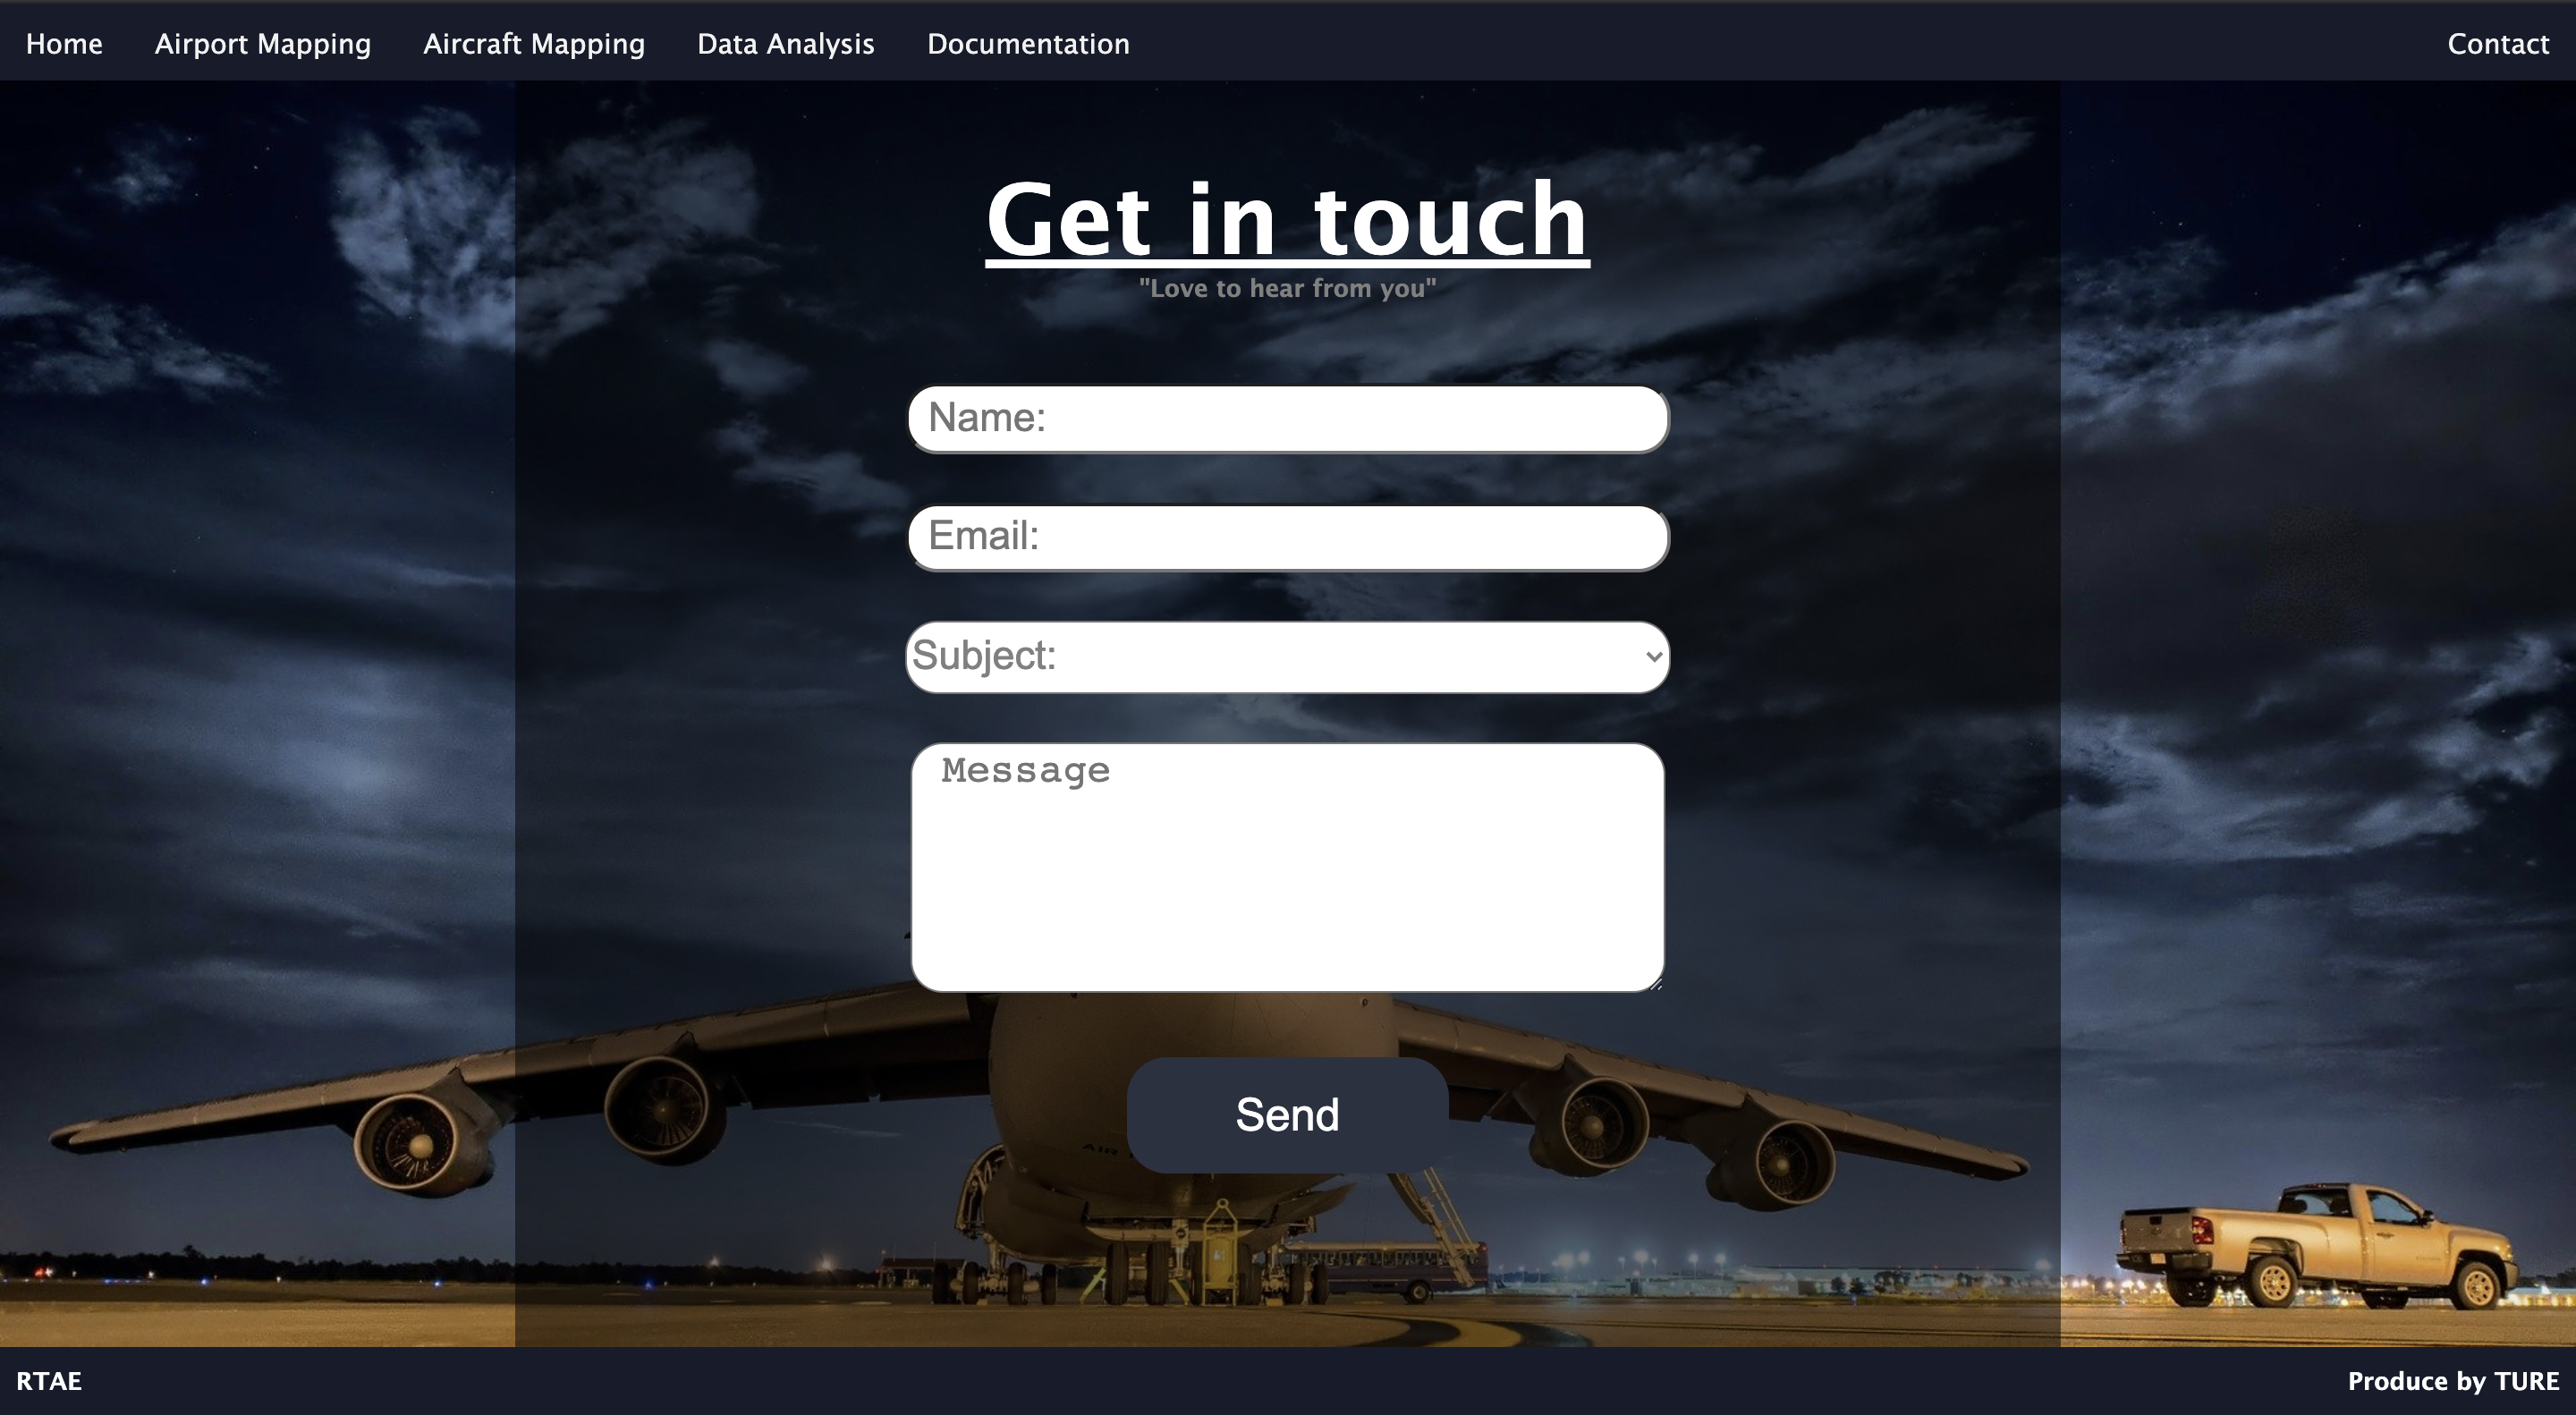 Home Airport Mapping Aircraft Mapping Data Analysis Documentation Contact
Get in touch
"Love to hear from you"
Name:
Email:
Subject:
Message
Send
AIR
RTAE Produce by TURE